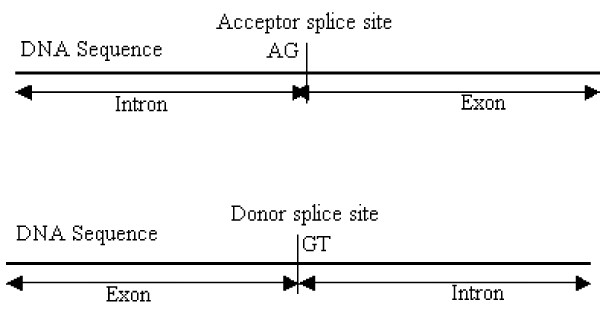 Acceptor splice site
DNA Sequence AG
Intron Exon
Donor splice site
DNA Sequence GT
Exon Intron